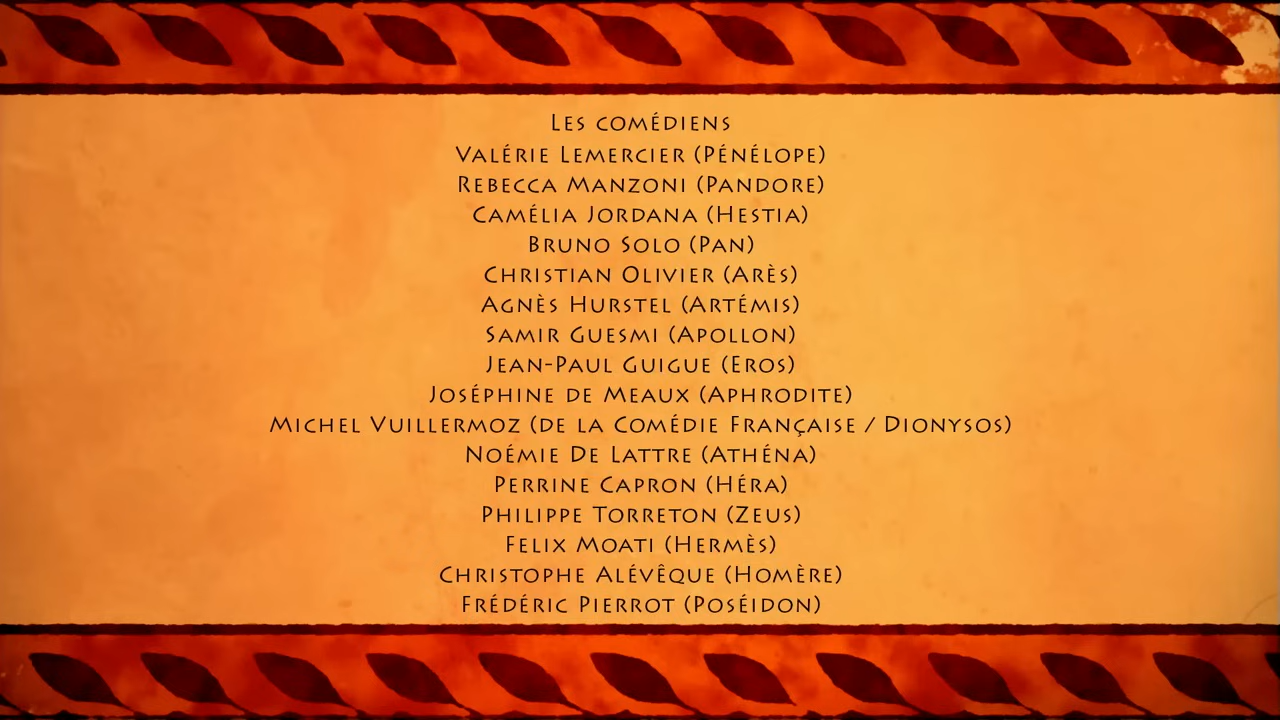 Les comédiens
Valérie Lemercier (Pénélope)
Rebecca Manzoni (Pandore)
Camélia Jordana (Hestia)
Bruno Solo (Pan)
Christian Olivier (Arès)
Agnès Hurstel (Artémis)
Samir Guesmi (Apollon)
Jean-Paul Guigue (Eros)
Joséphine de Meaux (Aphrodite)
Michel Vuillermoz (de la Comédie Française / Dionysos)
Noémie De Lattre (Athéna)
Perrine Capron (Héra)
Philippe Torreton (Zeus)
Felix Moati (Hermès)
Christophe Alévêque (Homère)
Frédéric Pierrot (Poséidon)